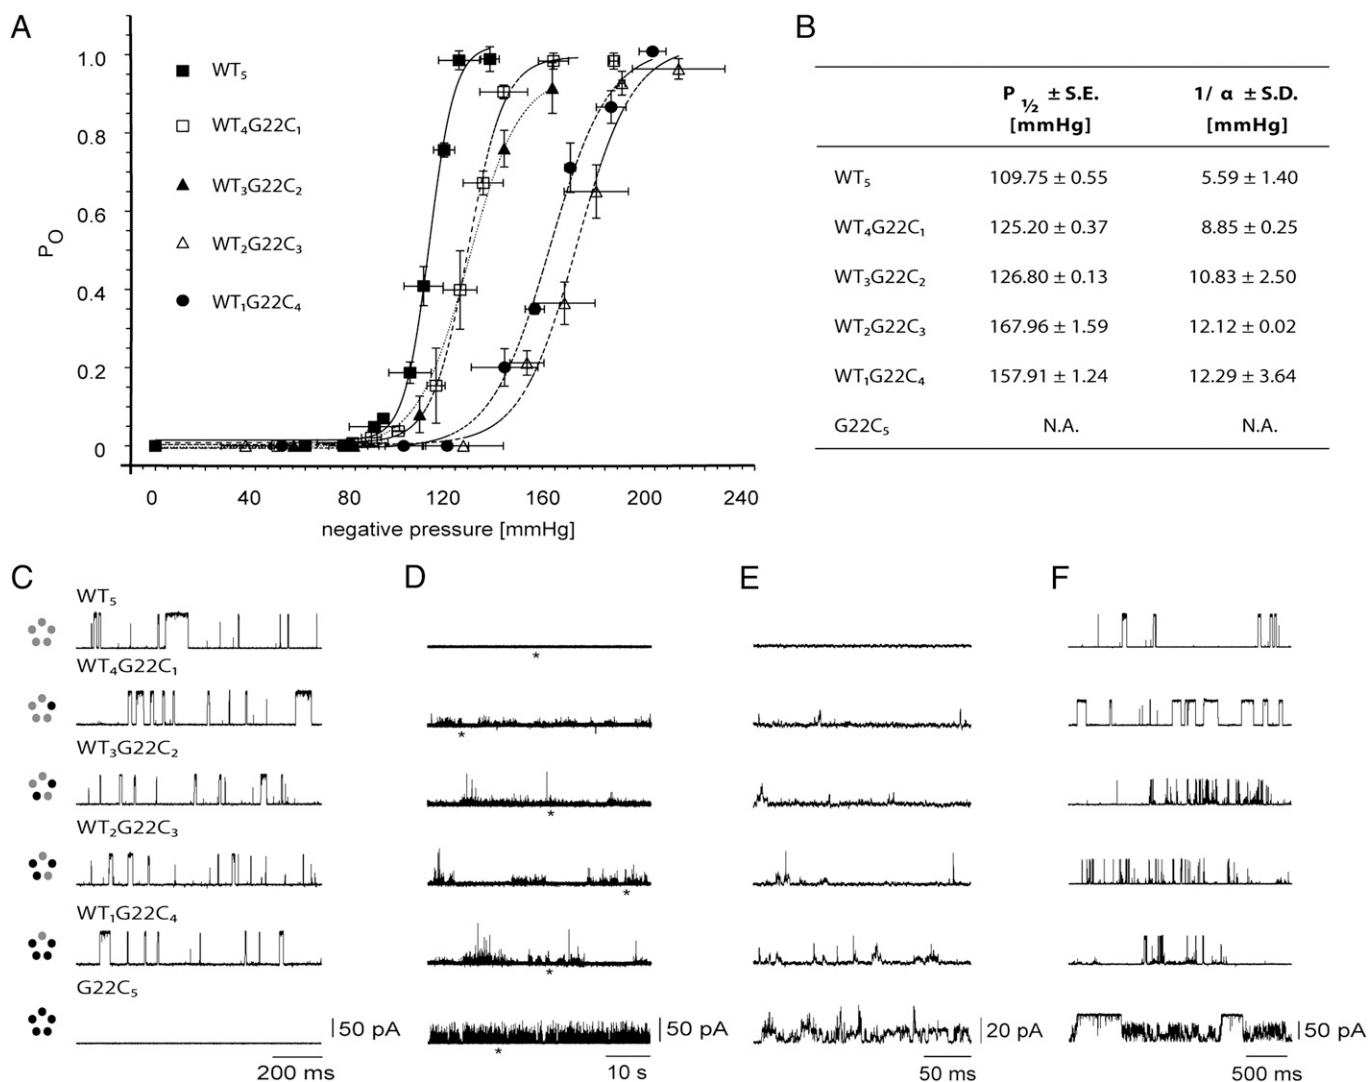 A
1.0
0.8
0.6
0.4
0.2
0
P_O
WT₅
WT₄G22C₁
WT₃G22C₂
WT₂G22C₃
WT₁G22C₄
0 40 80 120 160 200 240
negative pressure [mmHg]
B
P ½ ± S.E. 1/ α ± S.D.
[mmHg] [mmHg]
WT₅ 109.75 ± 0.55 5.59 ± 1.40
WT₄G22C₁ 125.20 ± 0.37 8.85 ± 0.25
WT₃G22C₂ 126.80 ± 0.13 10.83 ± 2.50
WT₂G22C₃ 167.96 ± 1.59 12.12 ± 0.02
WT₁G22C₄ 157.91 ± 1.24 12.29 ± 3.64
G22C₅ N.A. N.A.
C D E F
WT₅
*
WT₄G22C₁
*
WT₃G22C₂
*
WT₂G22C₃
*
WT₁G22C₄
*
G22C₅
50 pA 50 pA 20 pA 50 pA
*
200 ms 10 s 50 ms 500 ms